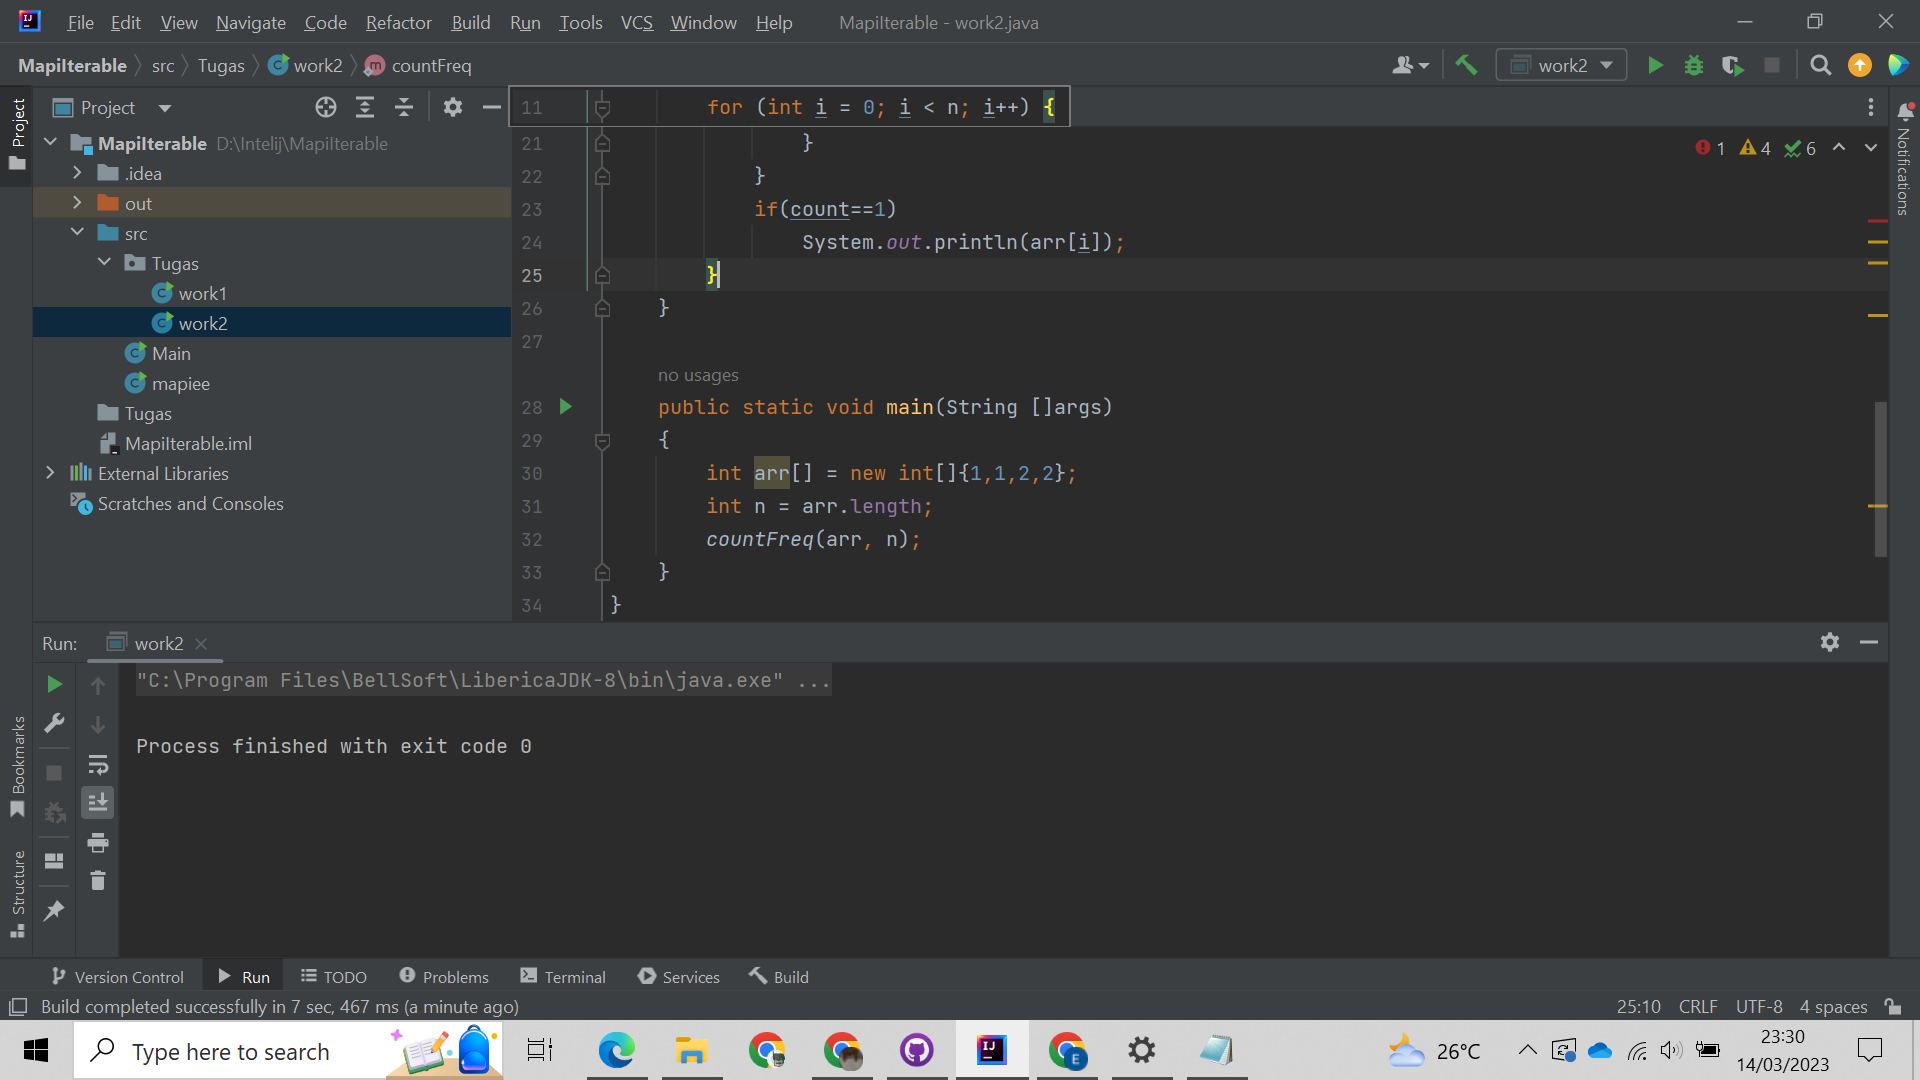 File Edit View Navigate Code Refactor Build Run Tools VCS Window Help MapiIterable - work2.java
MapiIterable src Tugas work2 countFreq work2
Project
MapiIterable D:\Intelij\MapiIterable
.idea
out
src
Tugas
work1
work2
Main
mapiee
Tugas
MapiIterable.iml
External Libraries
Scratches and Consoles
Project
Bookmarks
Structure
Notifications
1 4 6
11 for (int i = 0; i < n; i++) {
21 }
22 }
23 if(count==1)
24 System.out.println(arr[i]);
25 }
26 }
27
no usages
28 public static void main(String []args)
29 {
30 int arr[] = new int[]{1,1,2,2};
31 int n = arr.length;
32 countFreq(arr, n);
33 }
34 }
Run: work2
"C:\Program Files\BellSoft\LibericaJDK-8\bin\java.exe" ...
Process finished with exit code 0
Version Control Run TODO Problems Terminal Services Build
Build completed successfully in 7 sec, 467 ms (a minute ago) 25:10 CRLF UTF-8 4 spaces
Type here to search
26°C
23:30
14/03/2023